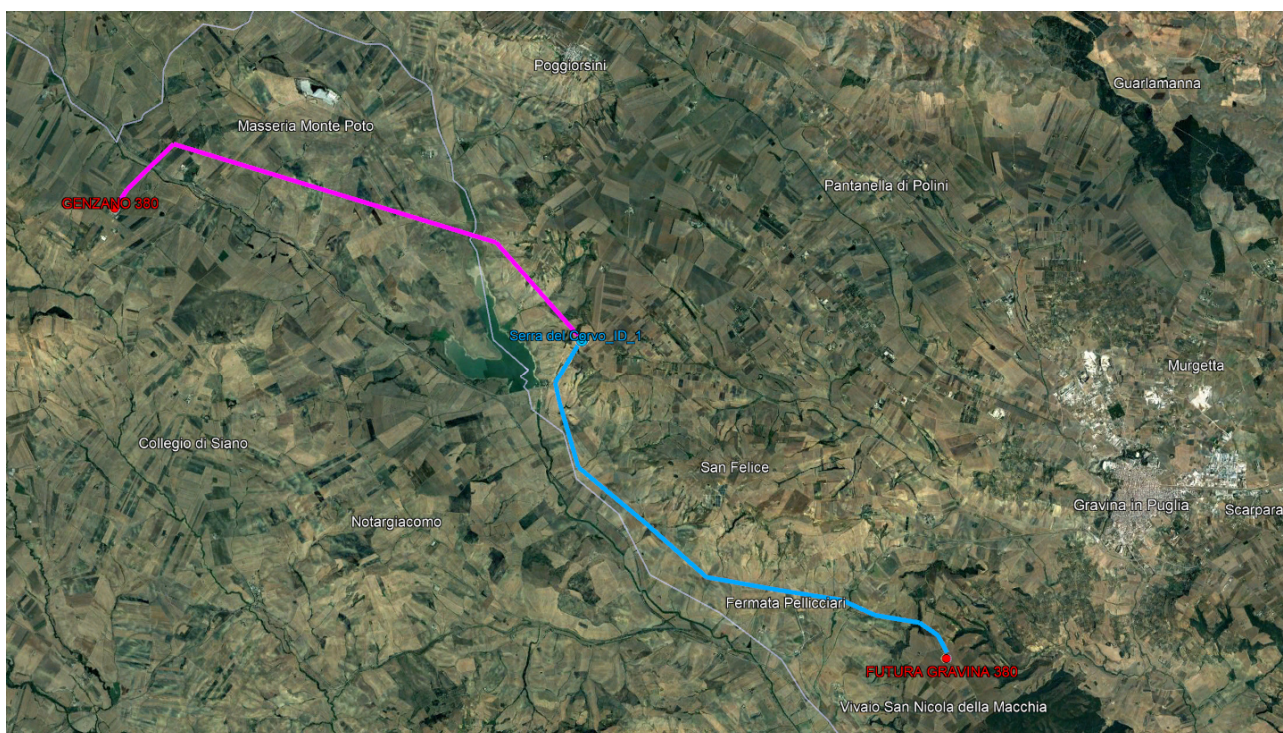 Poggiorsini
Guarlamanna
Masseria Monte Poto
Pantanella di Polini
GENZANO 380
Serra del Corvo_ID_1
Murgetta
Collegio di Siano
San Felice
Gravina in Puglia
Scarpara
Notargiacomo
Fermata Pellicciari
FUTURA GRAVINA 380
Vivaio San Nicola della Macchia